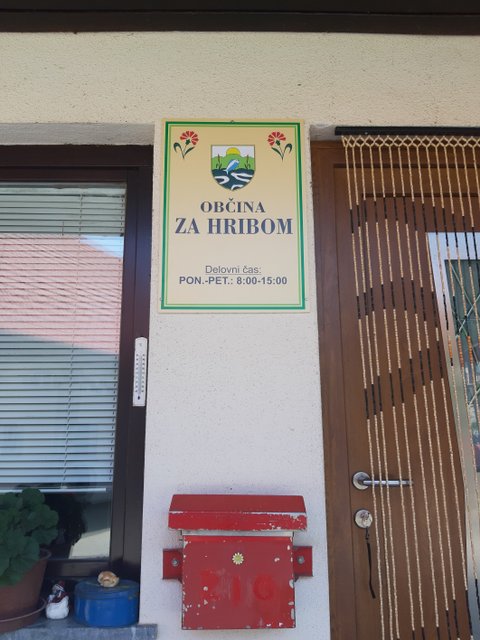 OBČINA
ZA HRIBOM
Delovni čas:
PON.-PET.: 8:00-15:00